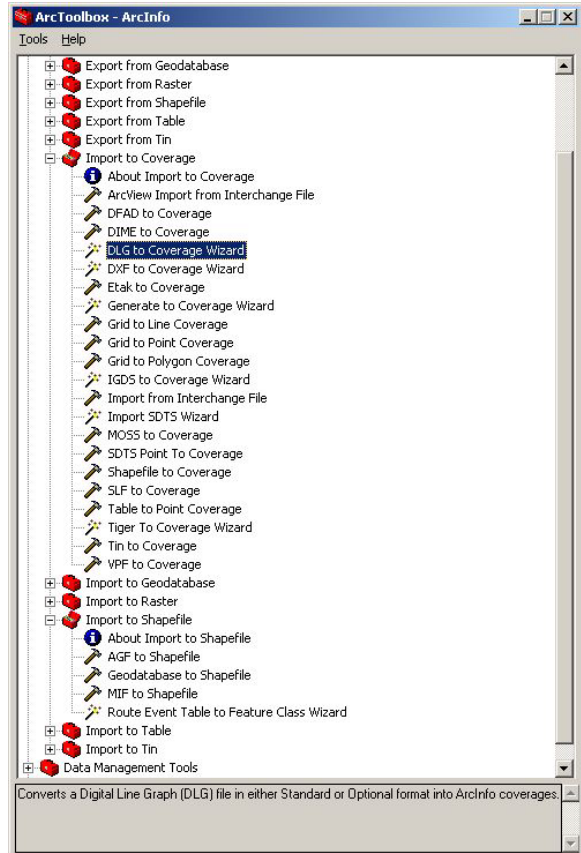 ArcToolbox - ArcInfo
Tools Help
Export from Geodatabase
Export from Raster
Export from Shapefile
Export from Table
Export from Tin
Import to Coverage
About Import to Coverage
ArcView Import from Interchange File
DFAD to Coverage
DIME to Coverage
DLG to Coverage Wizard
DXF to Coverage Wizard
Etak to Coverage
Generate to Coverage Wizard
Grid to Line Coverage
Grid to Point Coverage
Grid to Polygon Coverage
IGDS to Coverage Wizard
Import from Interchange File
Import SDTS Wizard
MOSS to Coverage
SDTS Point To Coverage
Shapefile to Coverage
SLF to Coverage
Table to Point Coverage
Tiger To Coverage Wizard
Tin to Coverage
VPF to Coverage
Import to Geodatabase
Import to Raster
Import to Shapefile
About Import to Shapefile
AGF to Shapefile
Geodatabase to Shapefile
MIF to Shapefile
Route Event Table to Feature Class Wizard
Import to Table
Import to Tin
Data Management Tools
Converts a Digital Line Graph (DLG) file in either Standard or Optional format into ArcInfo coverages.